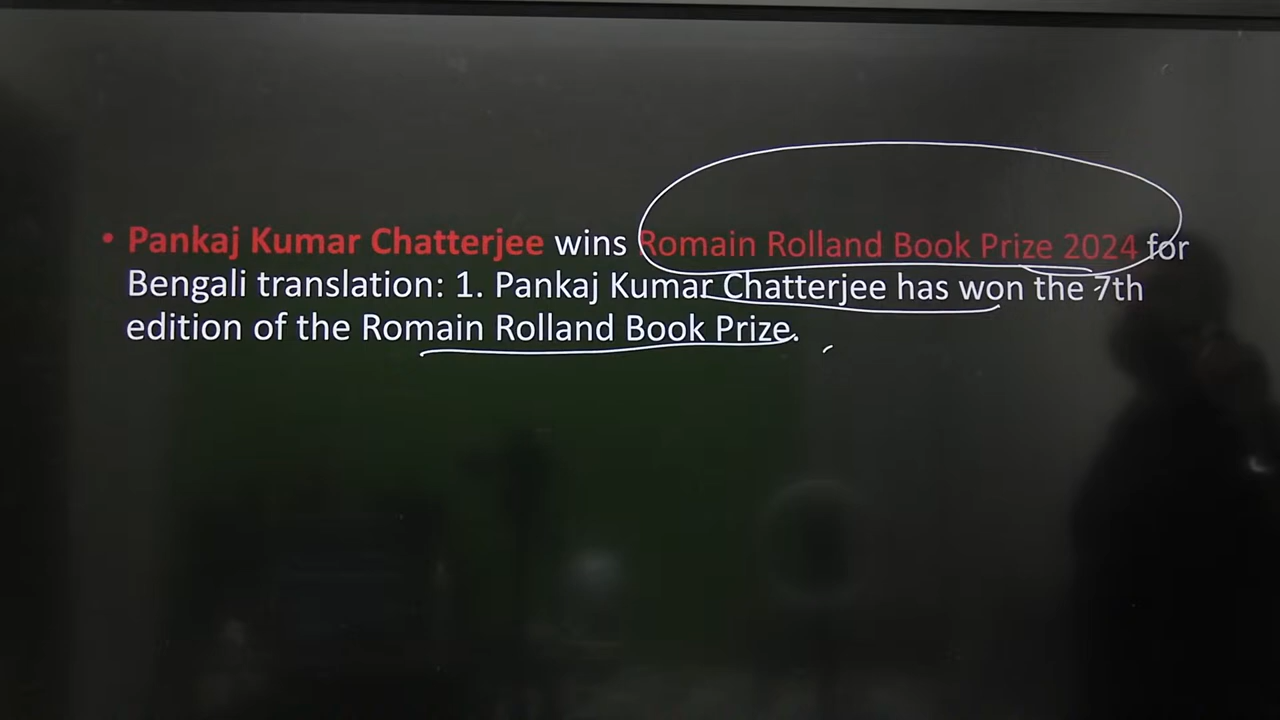 • Pankaj Kumar Chatterjee wins Romain Rolland Book Prize 2024 for
Bengali translation: 1. Pankaj Kumar Chatterjee has won the 7th
edition of the Romain Rolland Book Prize.